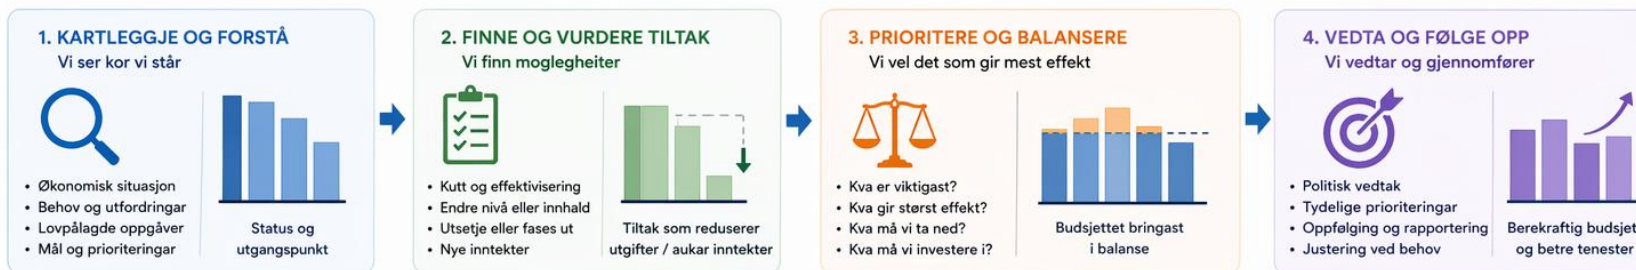 1. KARTLEGGJE OG FORSTÅ
Vi ser kor vi står
• Økonomisk situasjon
• Behov og utfordringar
• Lovpålagde oppgåver
• Mål og prioriteringar
Status og
utgangspunkt
2. FINNE OG VURDERE TILTAK
Vi finn moglegheiter
• Kutt og effektivisering
• Endre nivå eller innhald
• Utsetje eller fases ut
• Nye inntekter
Tiltak som reduserer
utgifter / aukar inntekter
3. PRIORITERE OG BALANSERE
Vi vel det som gir mest effekt
• Kva er viktigast?
• Kva gir størst effekt?
• Kva må vi ta ned?
• Kva må vi investere i?
Budsjettet bringast
i balanse
4. VEDTA OG FØLGE OPP
Vi vedtar og gjennomfører
• Politisk vedtak
• Tydelige prioriteringar
• Oppfølging og rapportering
• Justering ved behov
Berekraftig budsjet
og betre tenester